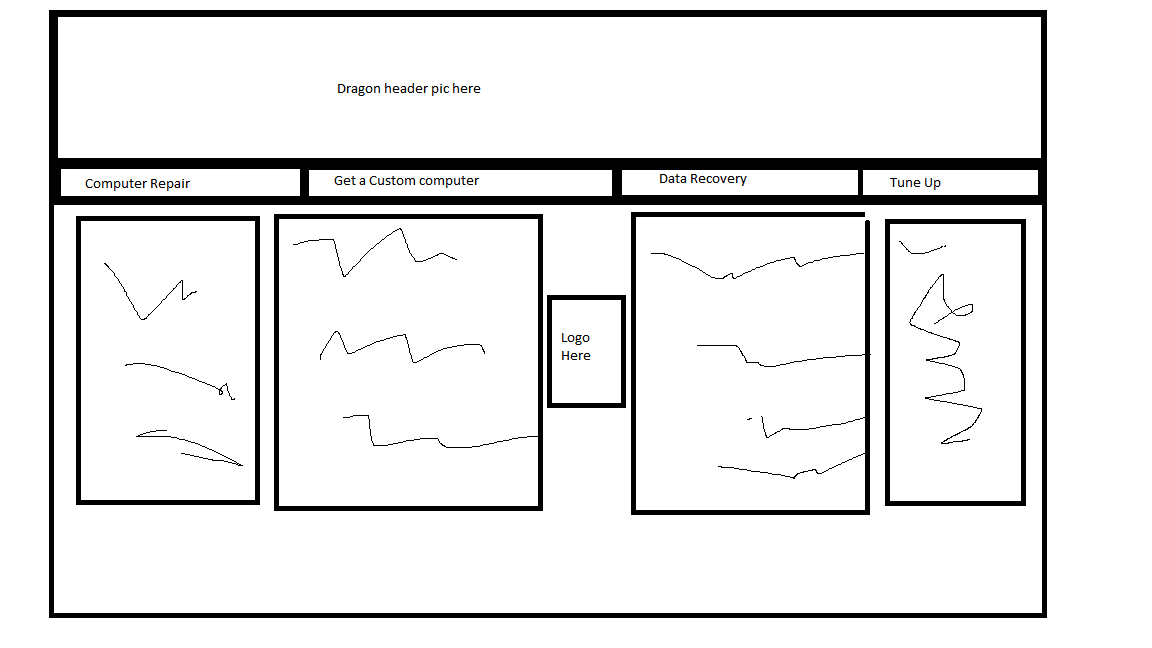 Dragon header pic here
Computer Repair
Get a Custom computer
Data Recovery
Tune Up
Logo
Here